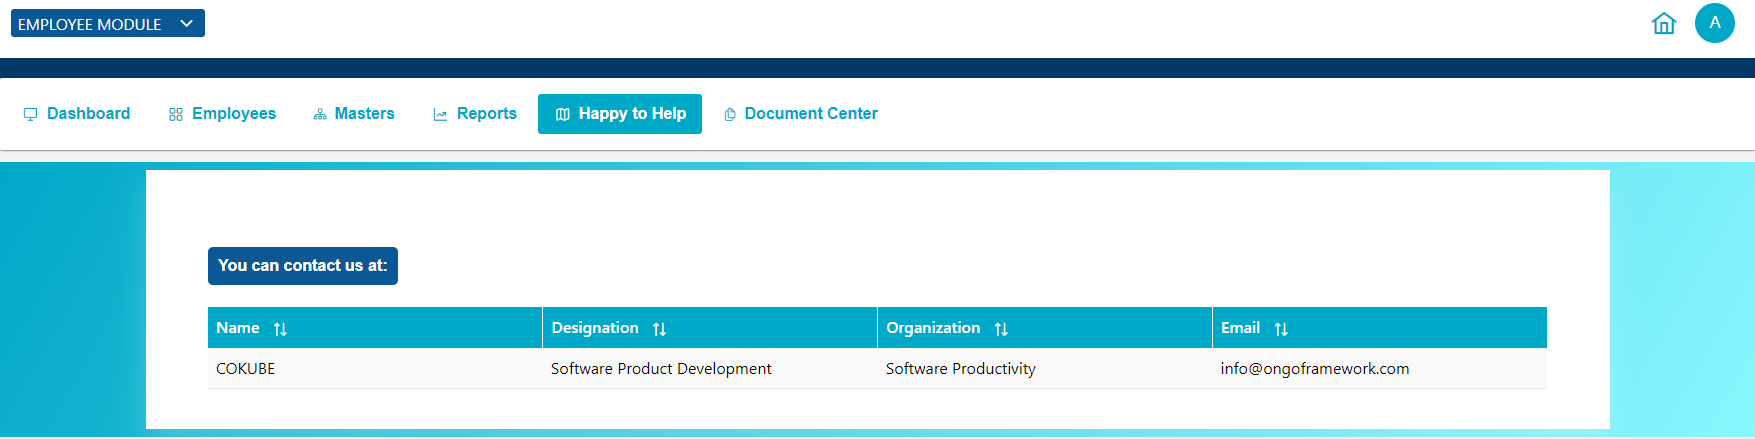 EMPLOYEE MODULE
A
Dashboard Employees Masters Reports Happy to Help Document Center
You can contact us at:
Name Designation Organization Email
COKUBE Software Product Development Software Productivity info@ongoframework.com